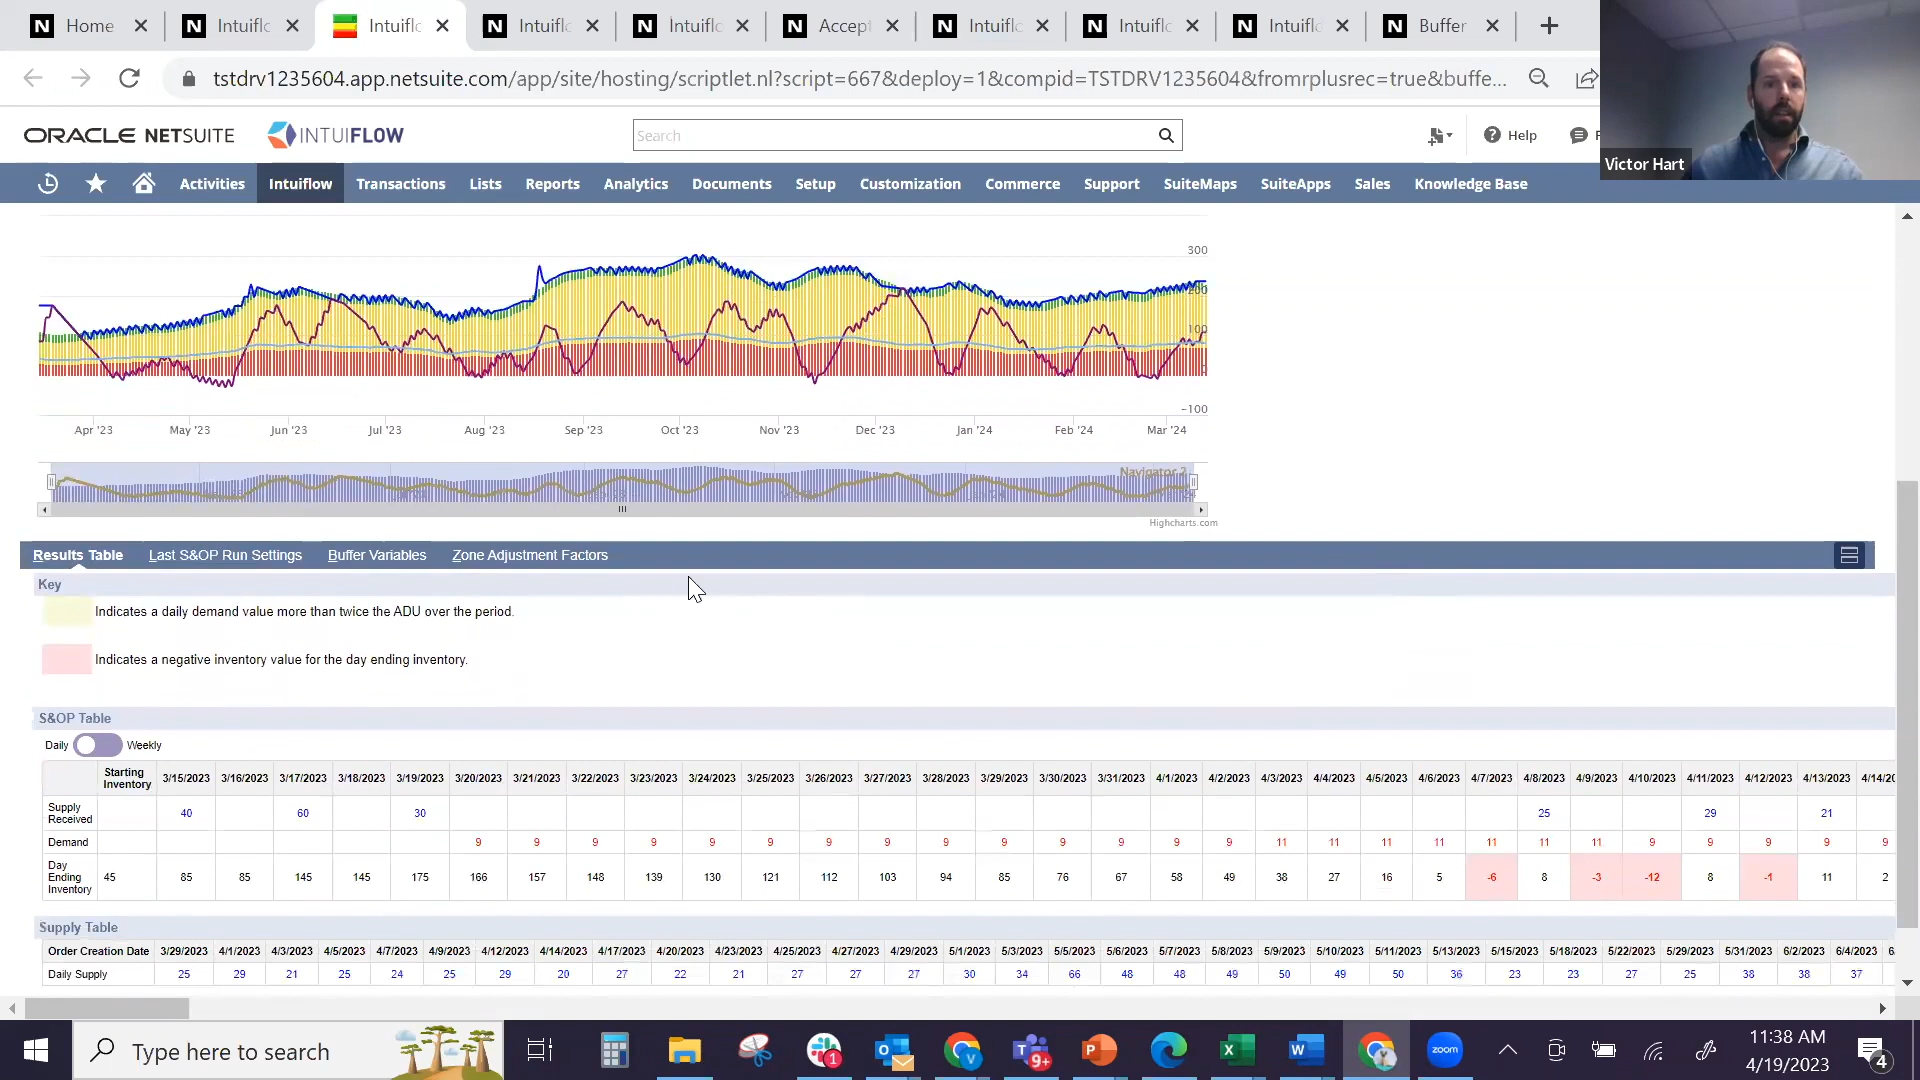 Home
Intuiflo
Intuiflo
Intuiflo
Intuiflo
Accep
Intuiflo
Intuiflo
Intuiflo
Buffer
tstdrv1235604.app.netsuite.com/app/site/hosting/scriptlet.nl?script=667&deploy=1&compid=TSTDRV1235604&fromrplusrec=true&buffe...
ORACLE NETSUITE
INTUIFLOW
Search
Help
Victor Hart
Activities Intuiflow Transactions Lists Reports Analytics Documents Setup Customization Commerce Support SuiteMaps SuiteApps Sales Knowledge Base
300
200
100
-100
Apr '23 May '23 Jun '23 Jul '23 Aug '23 Sep '23 Oct '23 Nov '23 Dec '23 Jan '24 Feb '24 Mar '24
Navigator 2
Highcharts.com
Results Table Last S&OP Run Settings Buffer Variables Zone Adjustment Factors
Key
Indicates a daily demand value more than twice the ADU over the period.
Indicates a negative inventory value for the day ending inventory.
S&OP Table
Daily Weekly
Starting Inventory 3/15/2023 3/16/2023 3/17/2023 3/18/2023 3/19/2023 3/20/2023 3/21/2023 3/22/2023 3/23/2023 3/24/2023 3/25/2023 3/26/2023 3/27/2023 3/28/2023 3/29/2023 3/30/2023 3/31/2023 4/1/2023 4/2/2023 4/3/2023 4/4/2023 4/5/2023 4/6/2023 4/7/2023 4/8/2023 4/9/2023 4/10/2023 4/11/2023 4/12/2023 4/13/2023 4/14/20
Supply Received 40 60 30 25 29 21
Demand 9 9 9 9 9 9 9 9 9 9 9 9 9 9 11 11 11 11 11 11 11 9 9 9 9 9
Day Ending Inventory 45 85 85 145 145 175 166 157 148 139 130 121 112 103 94 85 76 67 58 49 38 27 16 5 -6 8 -3 -12 8 -1 11 2
Supply Table
Order Creation Date 3/29/2023 4/1/2023 4/3/2023 4/5/2023 4/7/2023 4/9/2023 4/12/2023 4/14/2023 4/17/2023 4/20/2023 4/23/2023 4/25/2023 4/27/2023 4/29/2023 5/1/2023 5/3/2023 5/5/2023 5/6/2023 5/7/2023 5/8/2023 5/9/2023 5/10/2023 5/11/2023 5/13/2023 5/15/2023 5/18/2023 5/22/2023 5/29/2023 5/31/2023 6/2/2023 6/4/2023
Daily Supply 25 29 21 25 24 25 29 20 27 22 21 27 27 27 30 34 66 48 48 49 50 49 50 36 23 23 27 25 38 38 37
Type here to search
1
9+
zoom
11:38 AM
4/19/2023
4